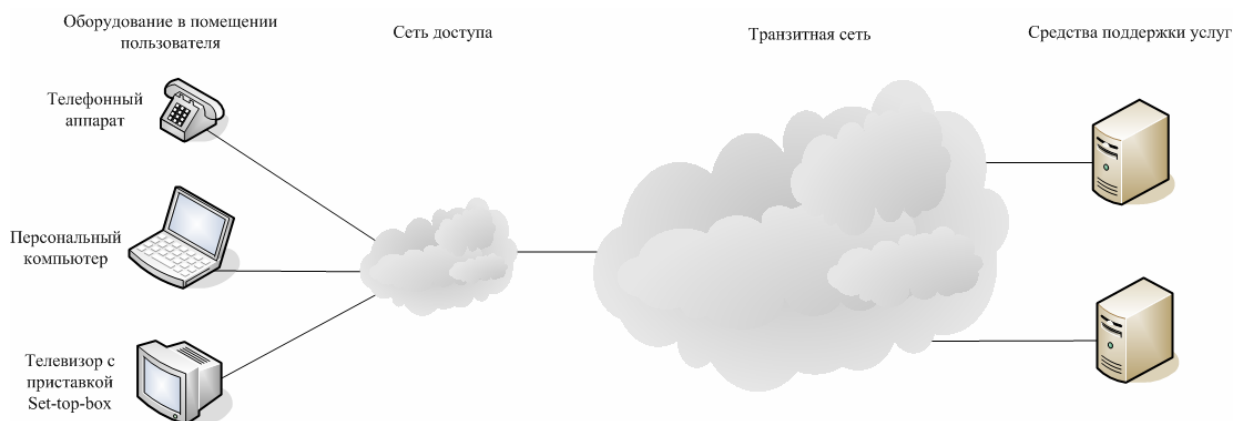 Оборудование в помещении
пользователя
Сеть доступа
Транзитная сеть
Средства поддержки услуг
Телефонный
аппарат
Персональный
компьютер
Телевизор с
приставкой
Set-top-box